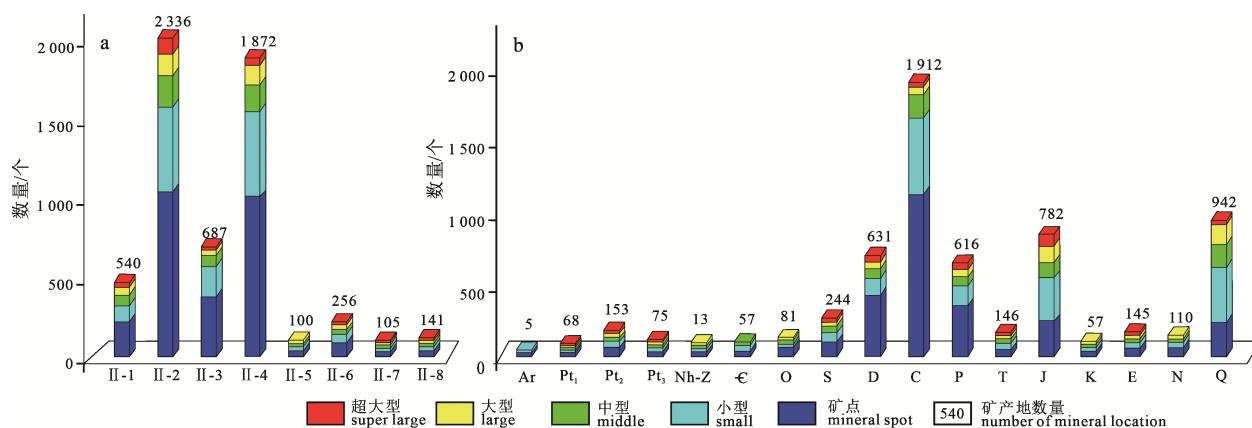 a
2 000
1 500
1 000
500
0
数量/个
540
2 336
687
1 872
100
256
105
141
II-1 II-2 II-3 II-4 II-5 II-6 II-7 II-8
b
2 000
1 500
1 000
500
0
数量/个
5
68
153
75
13
57
81
244
631
1 912
616
146
782
57
145
110
942
Ar Pt₁ Pt₂ Pt₃ Nh-Z Є O S D C P T J K E N Q
超大型
super large
大型
large
中型
middle
小型
small
矿点
mineral spot
540
矿产地数量
number of mineral location